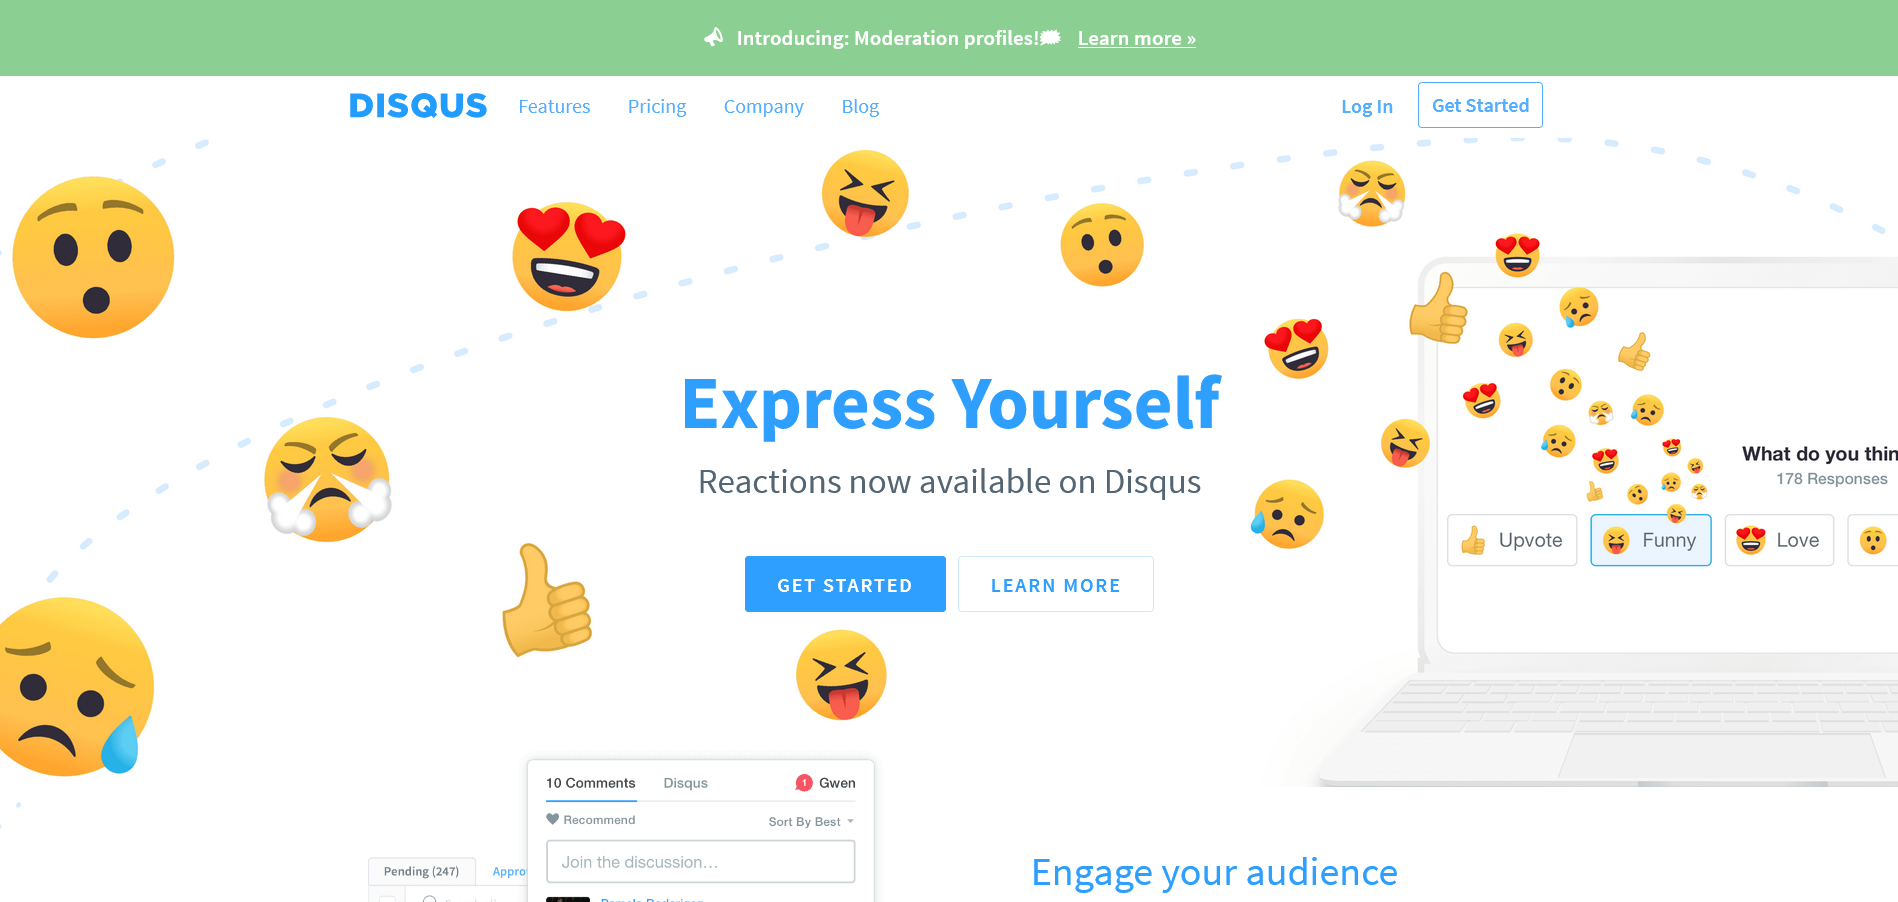 Introducing: Moderation profiles! Learn more »
DISQUS Features Pricing Company Blog Log In Get Started
Express Yourself
Reactions now available on Disqus
GET STARTED LEARN MORE
What do you thin
178 Responses
Upvote Funny Love
10 Comments Disqus 1 Gwen
Recommend Sort By Best
Join the discussion...
Pending (247) Appro
Engage your audience